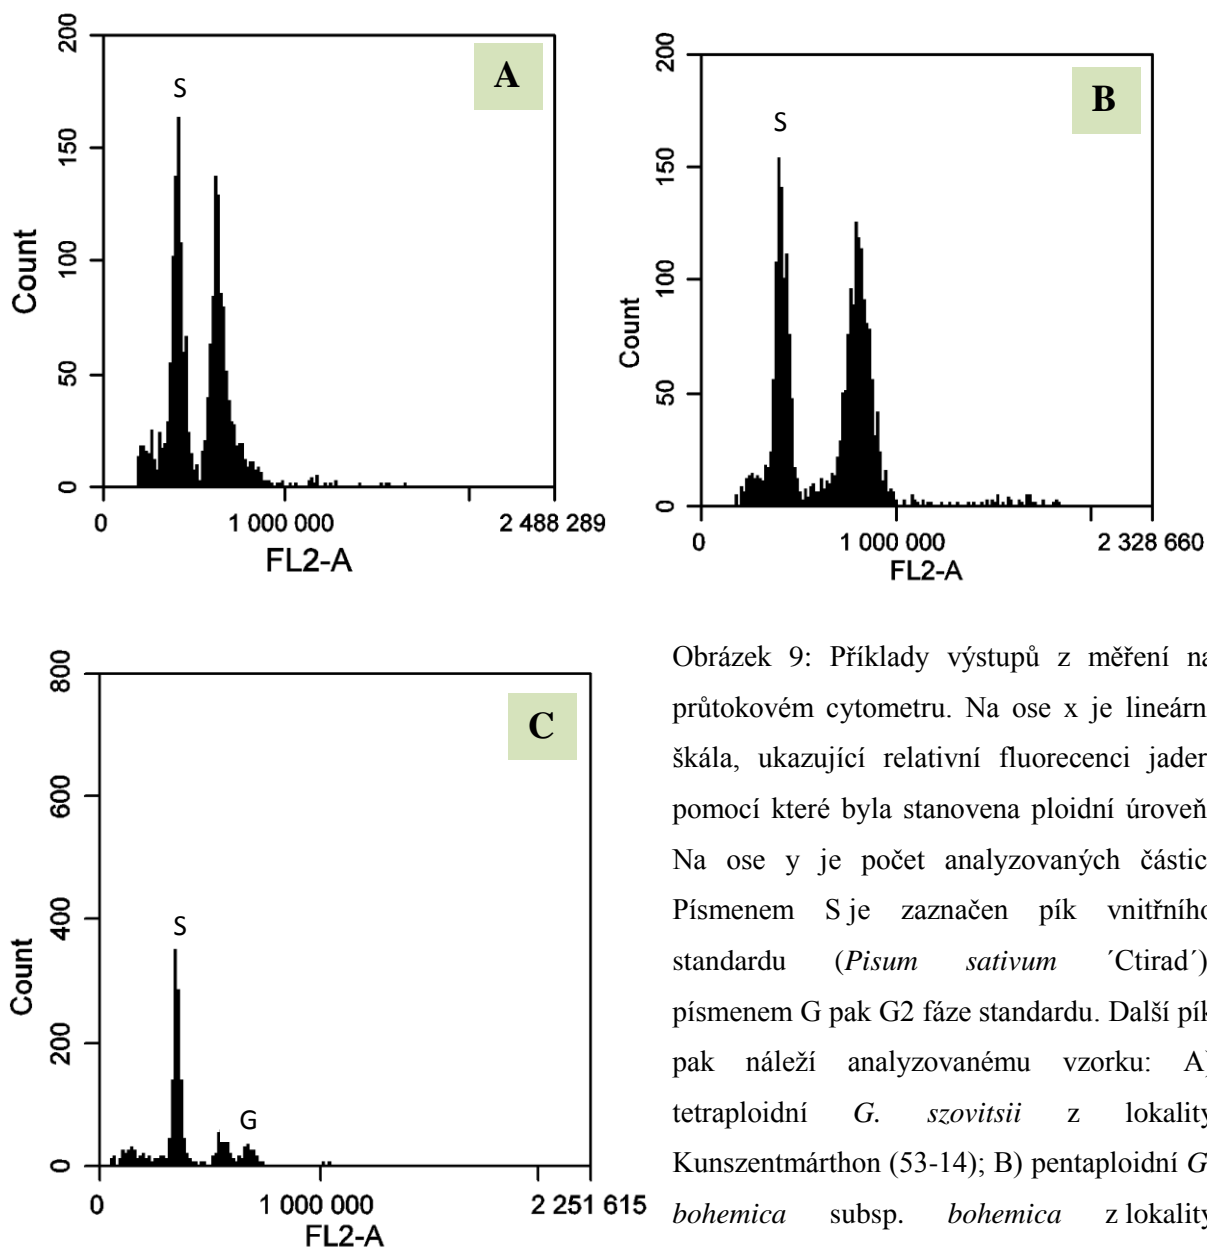 200
150
100
50
0
Count
S
A
0
1 000 000
2 488 289
FL2-A
200
150
100
50
0
Count
S
B
0
1 000 000
2 328 660
FL2-A
800
600
400
200
0
Count
S
G
C
0
1 000 000
2 251 615
FL2-A
Obrázek 9: Příklady výstupů z měření na
průtokovém cytometru. Na ose x je lineárn
škála, ukazující relativní fluorecenci jader
pomocí které byla stanovena ploidní úroveň
Na ose y je počet analyzovaných částic
Písmenem S je zaznačen pík vnitřního
standardu (Pisum sativum ´Ctirad´)
písmenem G pak G2 fáze standardu. Další pík
pak náleží analyzovanému vzorku: A)
tetraploidní G. szovitsii z lokality
Kunszentmárthon (53-14); B) pentaploidní G
bohemica subsp. bohemica z lokality